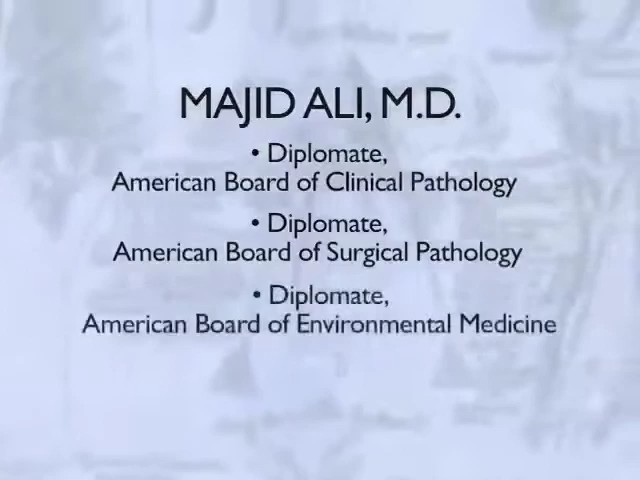 MAJID ALI, M.D.
• Diplomate,
American Board of Clinical Pathology
• Diplomate,
American Board of Surgical Pathology
• Diplomate,
American Board of Environmental Medicine